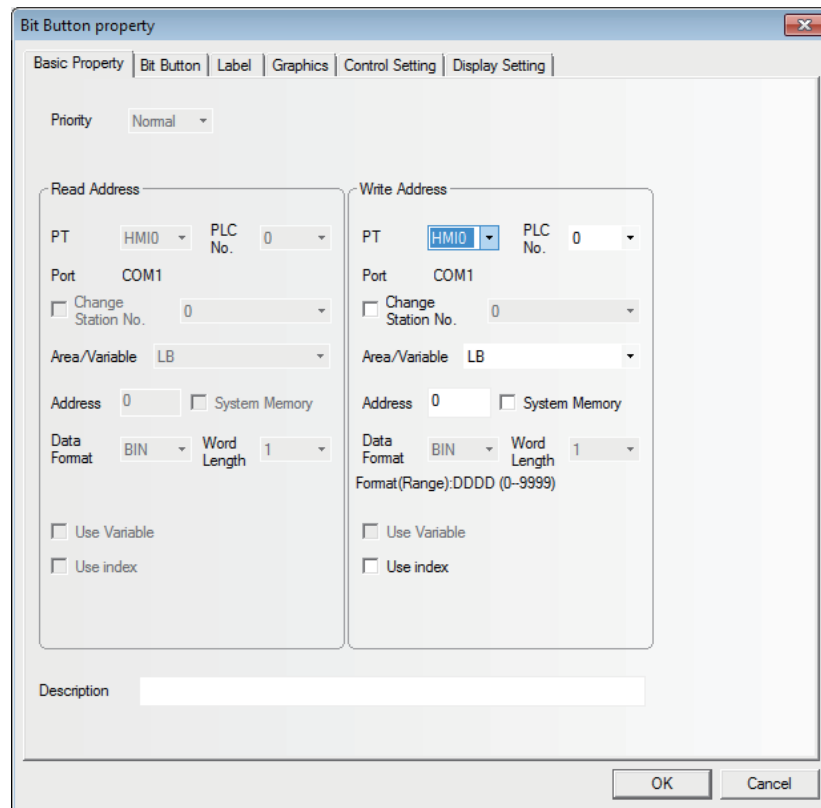 Bit Button property
Basic Property Bit Button Label Graphics Control Setting Display Setting
Priority Normal
Read Address
PT HMI0 PLC No. 0
Port COM1
Change Station No. 0
Area/Variable LB
Address 0 System Memory
Data Format BIN Word Length 1
Use Variable
Use index
Write Address
PT HMI0 PLC No. 0
Port COM1
Change Station No. 0
Area/Variable LB
Address 0 System Memory
Data Format BIN Word Length 1
Format(Range):DDDD (0--9999)
Use Variable
Use index
Description
OK Cancel